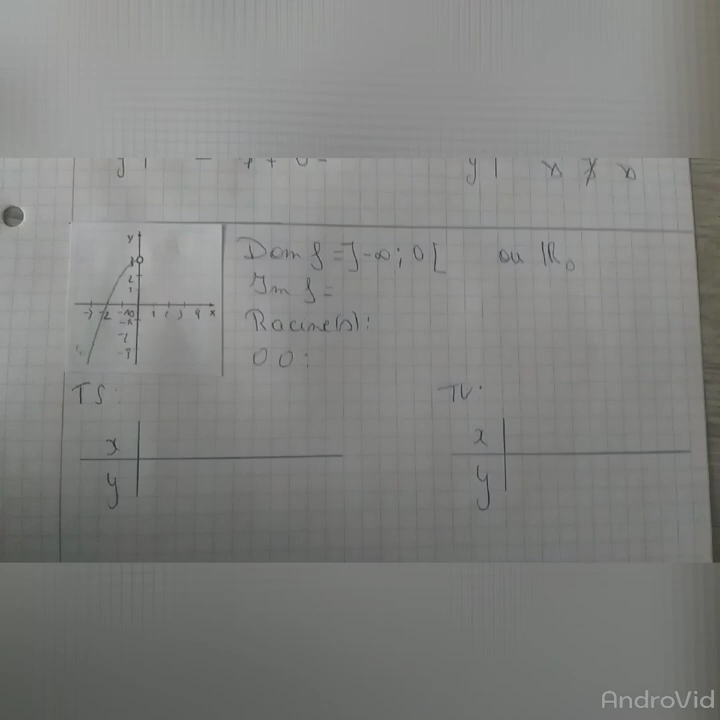 Dom f = ]-∞; 0[ ou ℝ₀
Im f =
Racine(s):
OO:
TS:
TV:
x
y
x
y
AndroVid